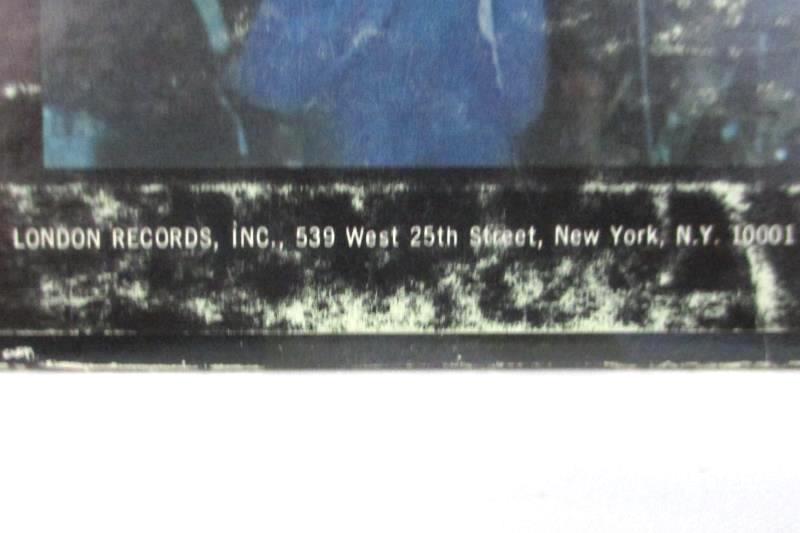 LONDON RECORDS, INC., 539 West 25th Street, New York, N.Y. 10001